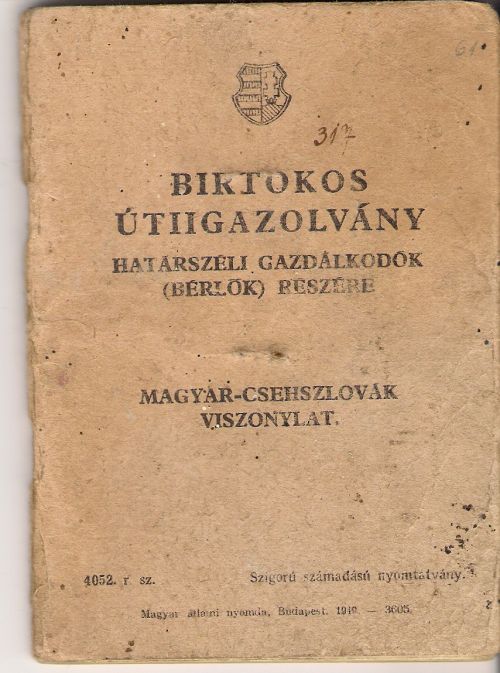 61.
317
BIRTOKOS
ÚTIIGAZOLVÁNY
HATÁRSZÉLI GAZDÁLKODÓK
(BÉRLŐK) RÉSZÉRE
MAGYAR-CSEHSZLOVÁK
VISZONYLAT.
4052. r. sz. Szigorú számadású nyomtatvány.
Magyar állami nyomda, Budapest. 1949. — 3605.